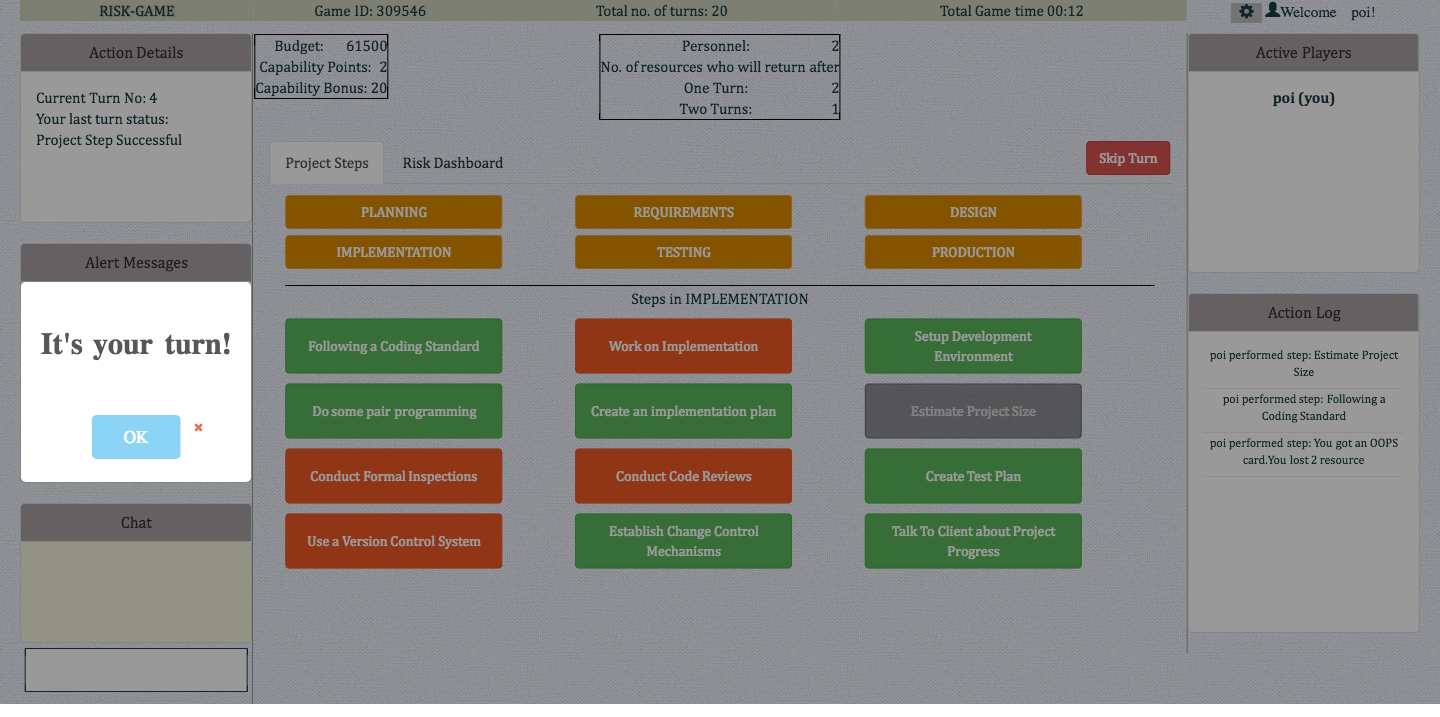 RISK-GAME
Game ID: 309546
Total no. of turns: 20
Total Game time 00:12
Welcome poi!
Action Details
Current Turn No: 4
Your last turn status:
Project Step Successful
Budget: 61500
Capability Points: 2
Capability Bonus: 20
Personnel: 2
No. of resources who will return after
One Turn: 2
Two Turns: 1
Active Players
poi (you)
Project Steps
Risk Dashboard
Skip Turn
PLANNING
REQUIREMENTS
DESIGN
IMPLEMENTATION
TESTING
PRODUCTION
Steps in IMPLEMENTATION
Following a Coding Standard
Work on Implementation
Setup Development
Environment
Do some pair programming
Create an implementation plan
Estimate Project Size
Conduct Formal Inspections
Conduct Code Reviews
Create Test Plan
Use a Version Control System
Establish Change Control
Mechanisms
Talk To Client about Project
Progress
Alert Messages
It's your turn!
OK
Chat
Action Log
poi performed step: Estimate Project
Size
poi performed step: Following a
Coding Standard
poi performed step: You got an OOPS
card.You lost 2 resource